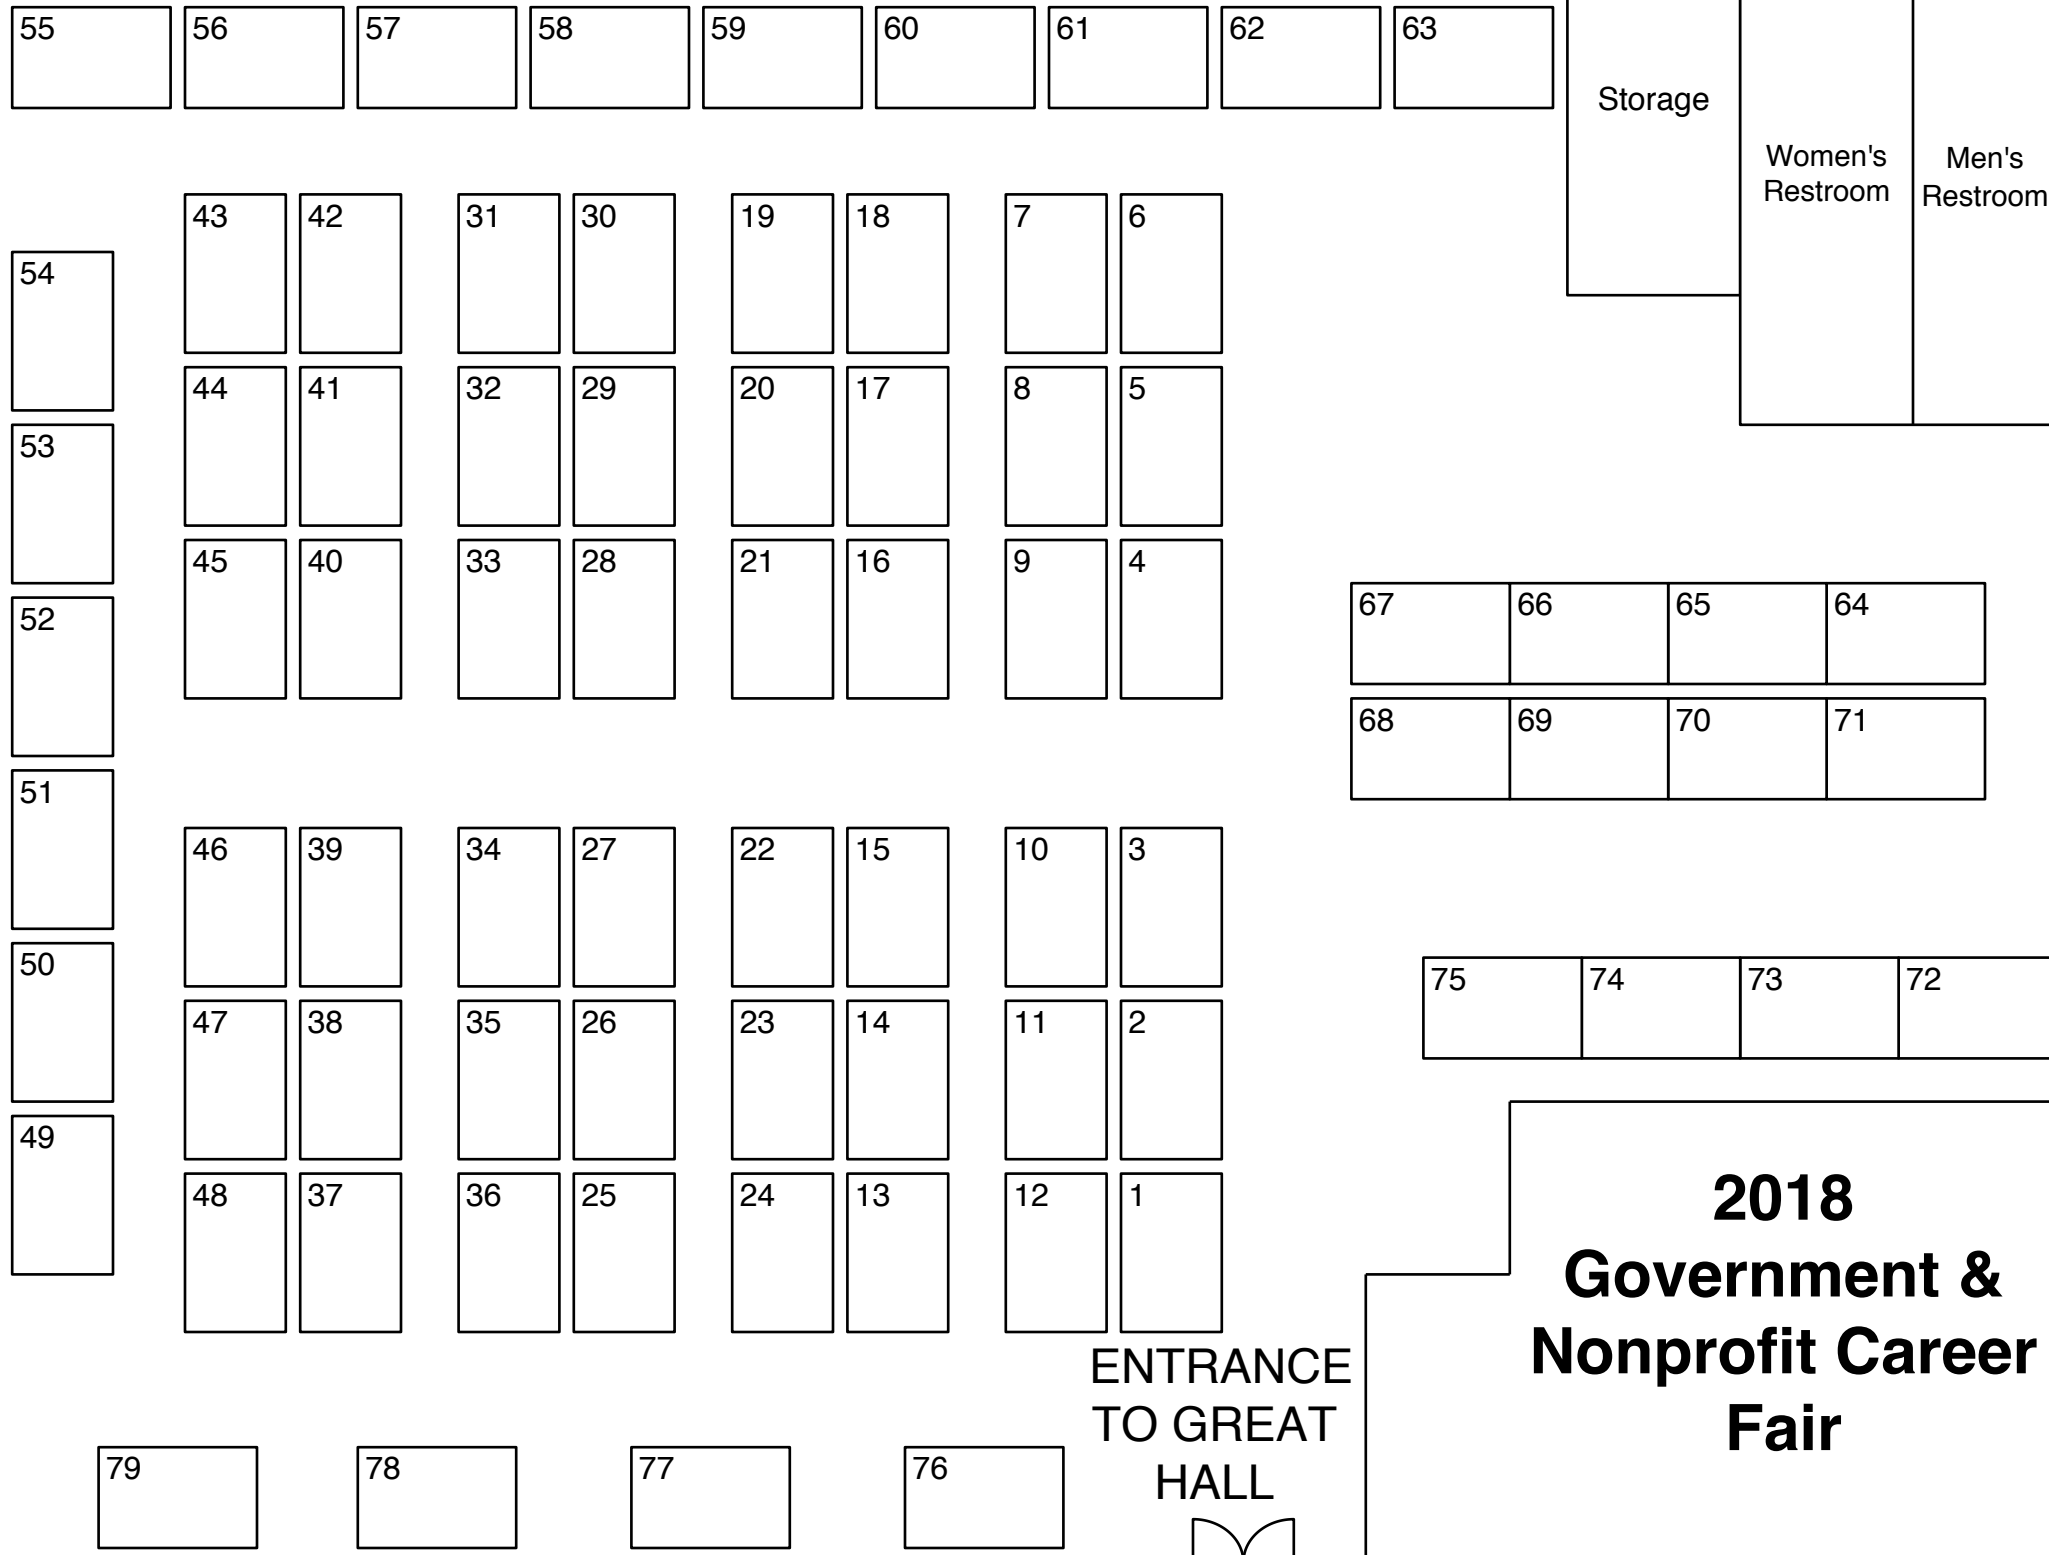 55 56 57 58 59 60 61 62 63
Storage
Women's
Restroom
Men's
Restroom
43 42 31 30 19 18 7 6
54
44 41 32 29 20 17 8 5
53
45 40 33 28 21 16 9 4
67 66 65 64
52
68 69 70 71
51
46 39 34 27 22 15 10 3
50
75 74 73 72
47 38 35 26 23 14 11 2
49
48 37 36 25 24 13 12 1
2018
Government &
Nonprofit Career
Fair
ENTRANCE
TO GREAT
HALL
79 78 77 76